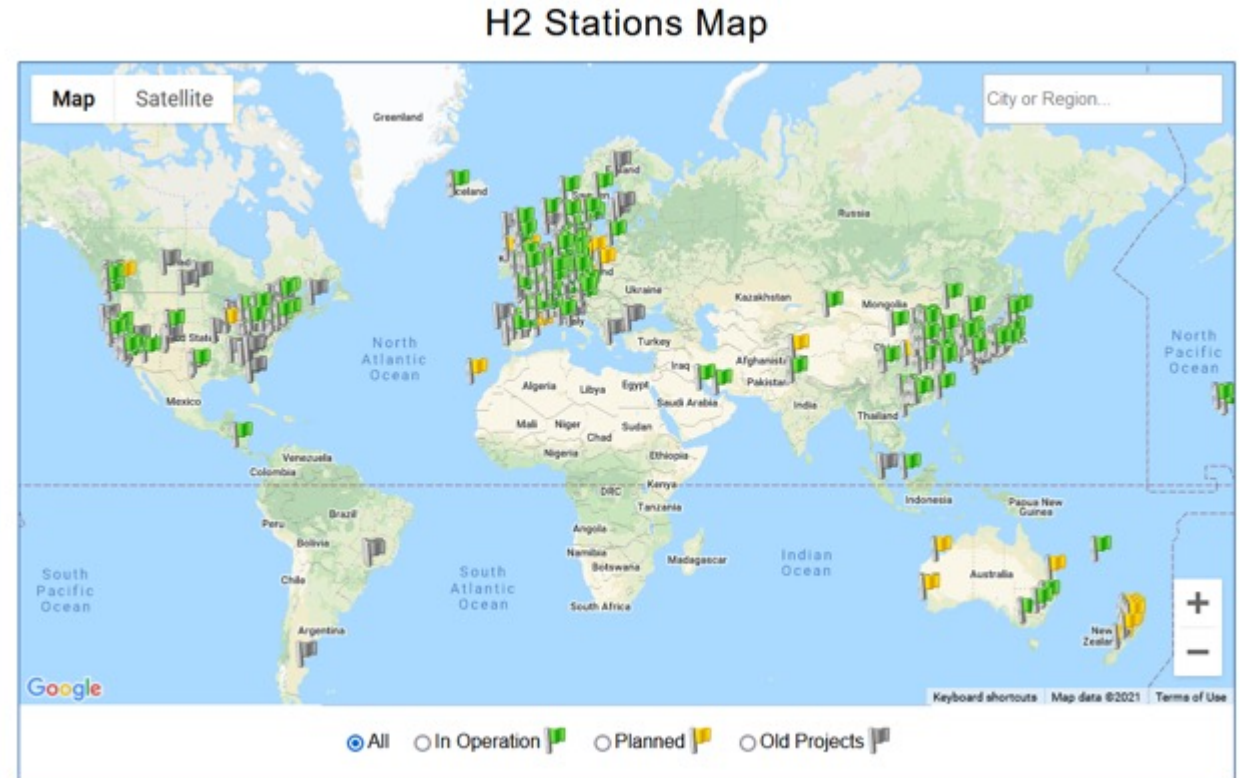 H2 Stations Map
Map Satellite
City or Region...
Greenland
Iceland
Russia
Ukraine
Kazakhstan
Mongolia
North
Atlantic
Ocean
North
Pacific
Ocean
Turkey
Iraq
Pakistan
Algeria
Libya
Egypt
Saudi Arabia
India
Mexico
Mali
Niger
Chad
Sudan
Thailand
Nigeria
Ethiopia
Venezuela
Colombia
DRC
Kenya
Tanzania
Indonesia
Papua New
Guinea
Peru
Brazil
Bolivia
Angola
Namibia
Botswana
Madagascar
Indian
Ocean
South
Pacific
Ocean
South
Atlantic
Ocean
Chile
Australia
South Africa
Argentina
New
Zealan
+
−
Google
Keyboard shortcuts Map data ©2021 Terms of Use
All In Operation Planned Old Projects